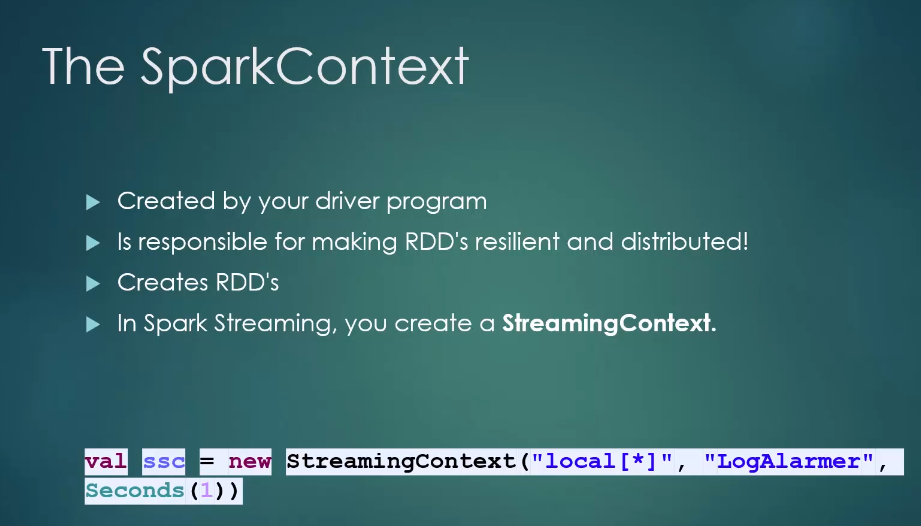 The SparkContext
Created by your driver program
Is responsible for making RDD's resilient and distributed!
Creates RDD's
In Spark Streaming, you create a StreamingContext.
val ssc = new StreamingContext("local[*]", "LogAlarmer",
Seconds(1))